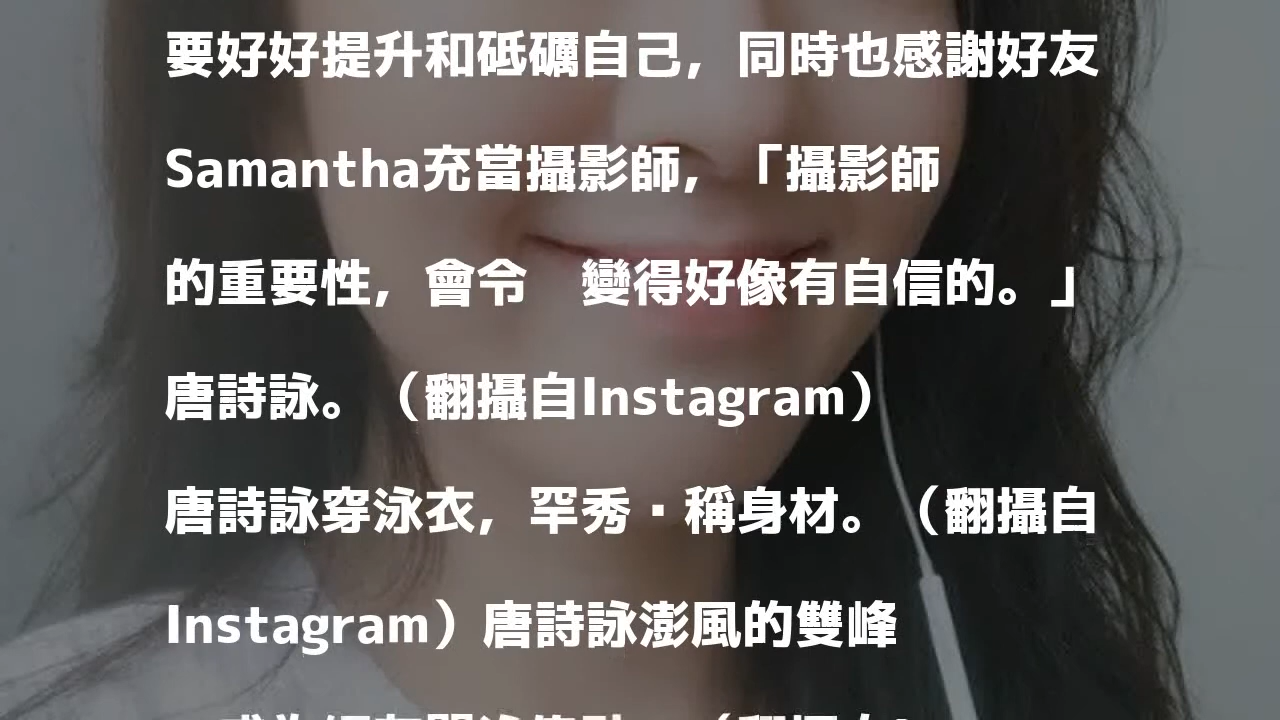 要好好提升和砥礪自己，同時也感謝好友
Samantha充當攝影師，「攝影師
的重要性，會令　變得好像有自信的。」
唐詩詠。（翻攝自Instagram）
唐詩詠穿泳衣，罕秀·稱身材。（翻攝自
Instagram）唐詩詠澎風的雙峰